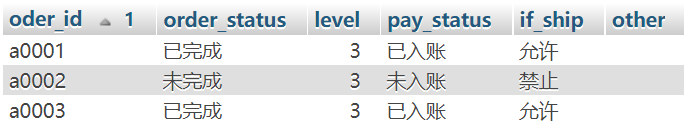 oder_id 1 order_status level pay_status if_ship other
a0001 已完成 3 已入账 允许
a0002 未完成 3 未入账 禁止
a0003 已完成 3 已入账 允许